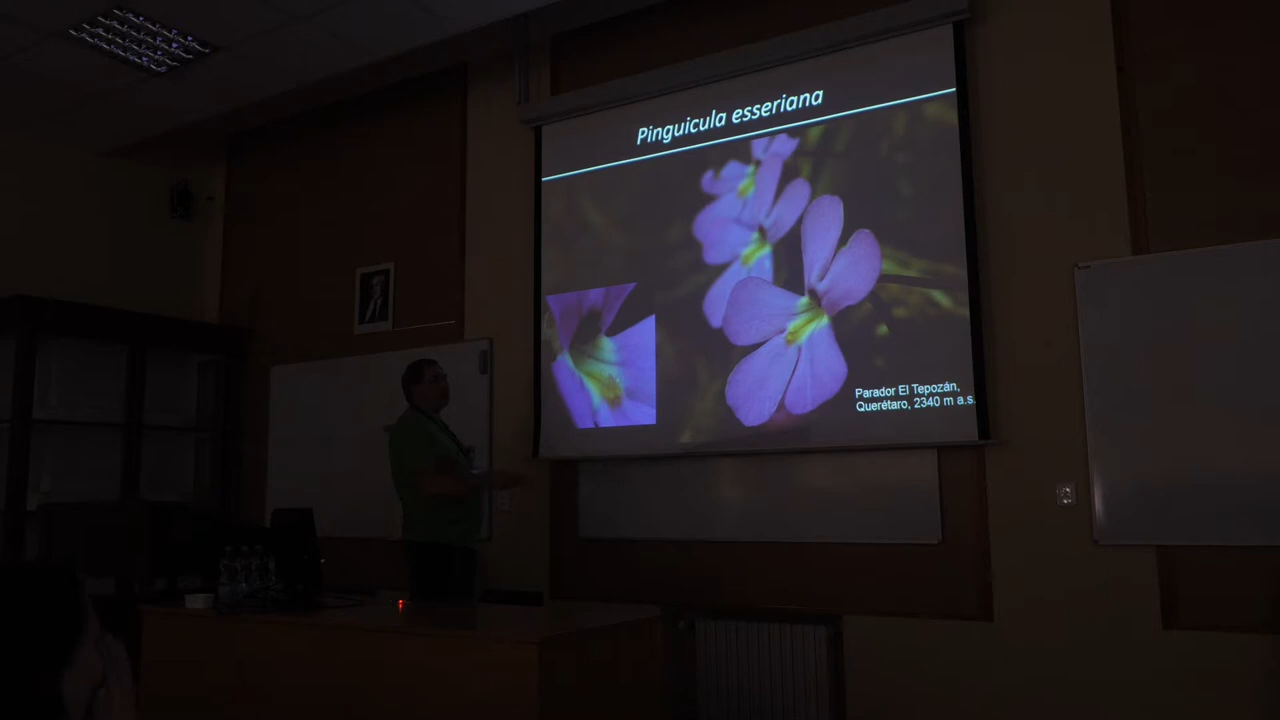 Pinguicula esseriana
Parador El Tepozán,
Querétaro, 2340 m a.s.